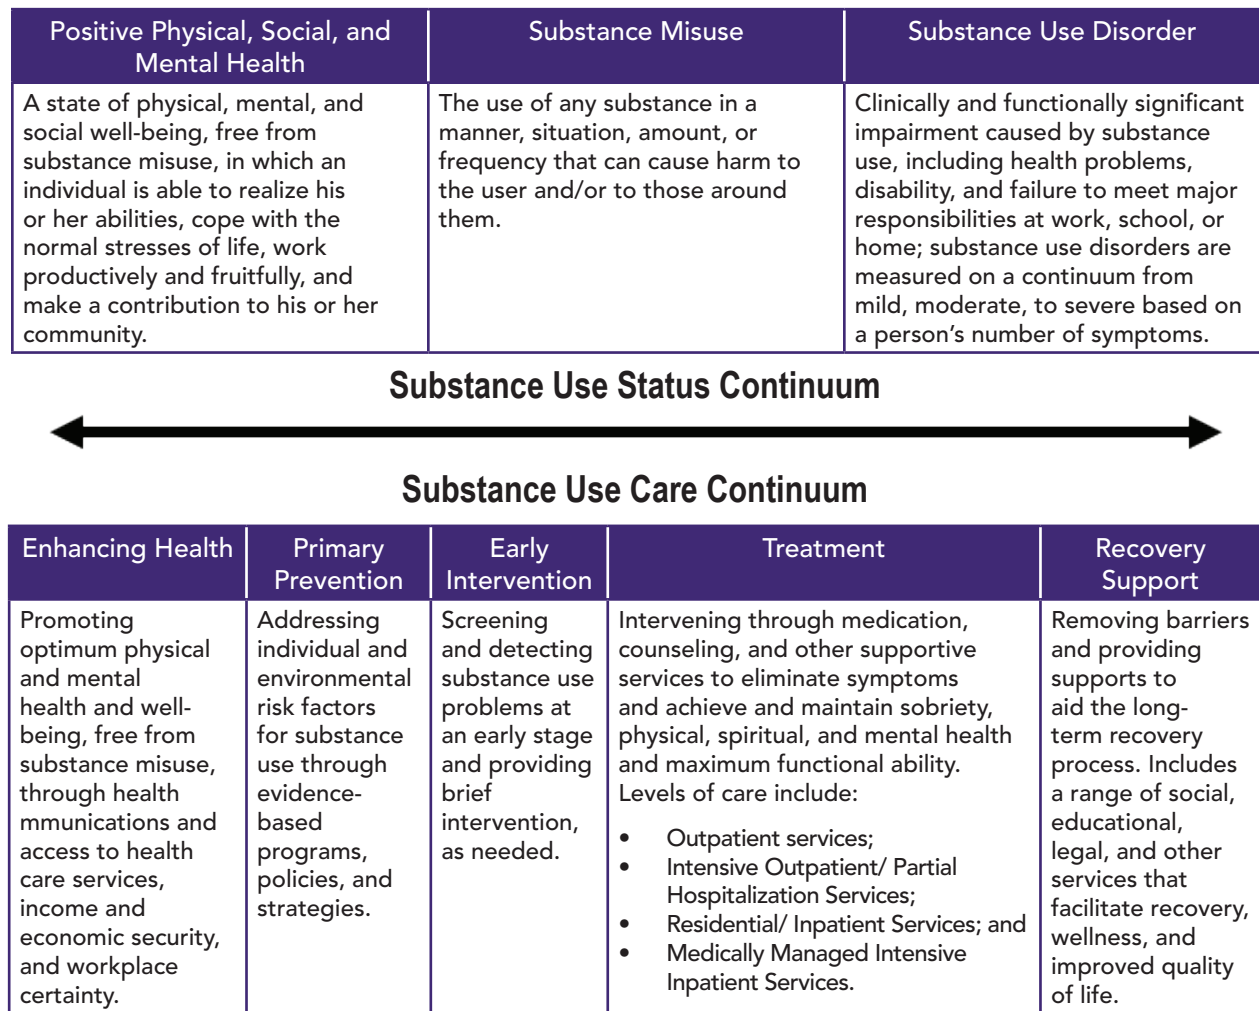 Positive Physical, Social, and
Mental Health
Substance Misuse
Substance Use Disorder
A state of physical, mental, and
social well-being, free from
substance misuse, in which an
individual is able to realize his
or her abilities, cope with the
normal stresses of life, work
productively and fruitfully, and
make a contribution to his or her
community.
The use of any substance in a
manner, situation, amount, or
frequency that can cause harm to
the user and/or to those around
them.
Clinically and functionally significant
impairment caused by substance
use, including health problems,
disability, and failure to meet major
responsibilities at work, school, or
home; substance use disorders are
measured on a continuum from
mild, moderate, to severe based on
a person's number of symptoms.
Substance Use Status Continuum
Substance Use Care Continuum
Enhancing Health
Primary
Prevention
Early
Intervention
Treatment
Recovery
Support
Promoting
optimum physical
and mental
health and well-
being, free from
substance misuse,
through health
mmunications and
access to health
care services,
income and
economic security,
and workplace
certainty.
Addressing
individual and
environmental
risk factors
for substance
use through
evidence-
based
programs,
policies, and
strategies.
Screening
and detecting
substance use
problems at
an early stage
and providing
brief
intervention,
as needed.
Intervening through medication,
counseling, and other supportive
services to eliminate symptoms
and achieve and maintain sobriety,
physical, spiritual, and mental health
and maximum functional ability.
Levels of care include:
• Outpatient services;
• Intensive Outpatient/ Partial
Hospitalization Services;
• Residential/ Inpatient Services; and
• Medically Managed Intensive
Inpatient Services.
Removing barriers
and providing
supports to
aid the long-
term recovery
process. Includes
a range of social,
educational,
legal, and other
services that
facilitate recovery,
wellness, and
improved quality
of life.